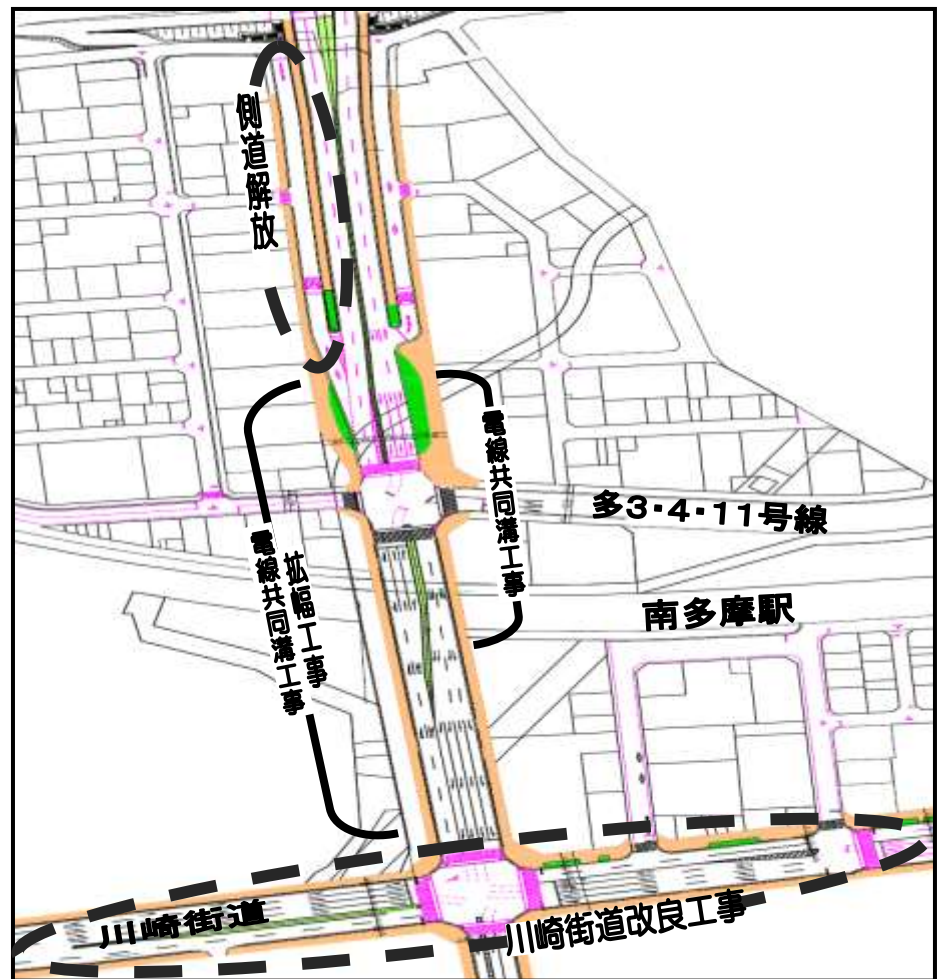 側道解放
電線共同溝工事
多3・4・11号線
拡幅工事
電線共同溝工事
南多摩駅
川崎街道
川崎街道改良工事